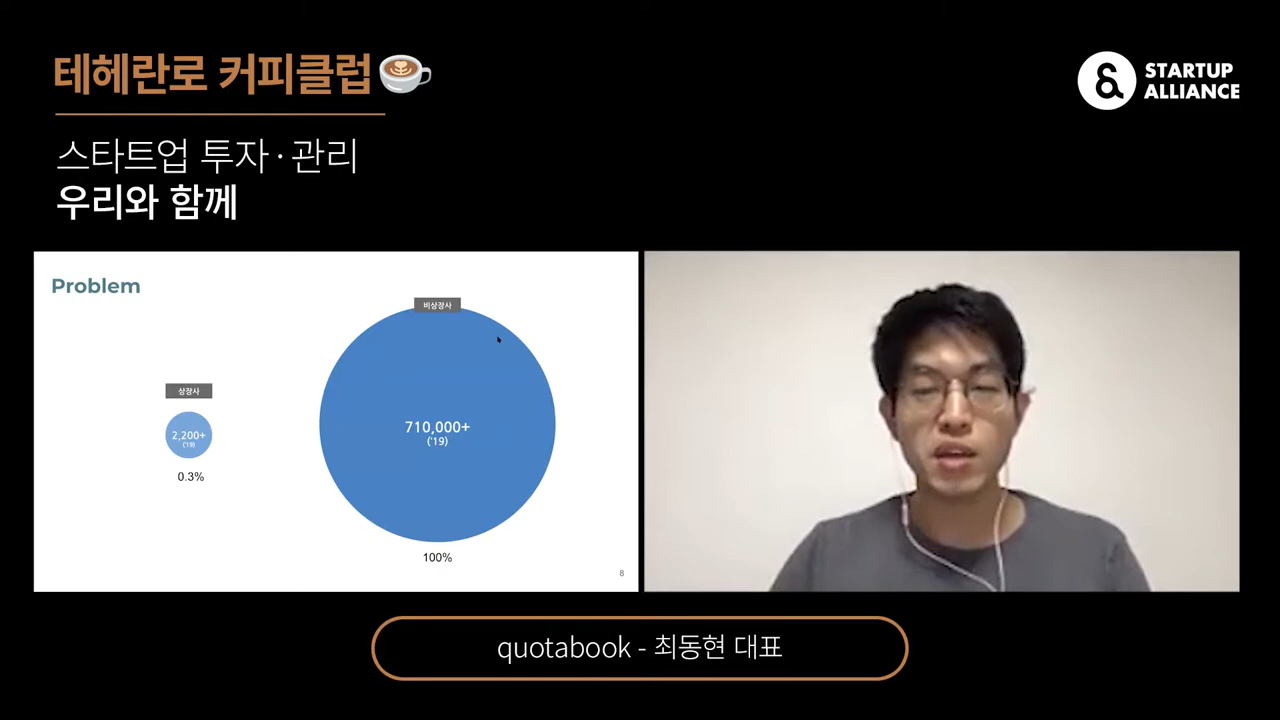 테헤란로 커피클럽
STARTUP
ALLIANCE
스타트업 투자·관리
우리와 함께
Problem
비상장사
상장사
2,200+
('19)
0.3%
710,000+
('19)
100%
8
quotabook - 최동현 대표